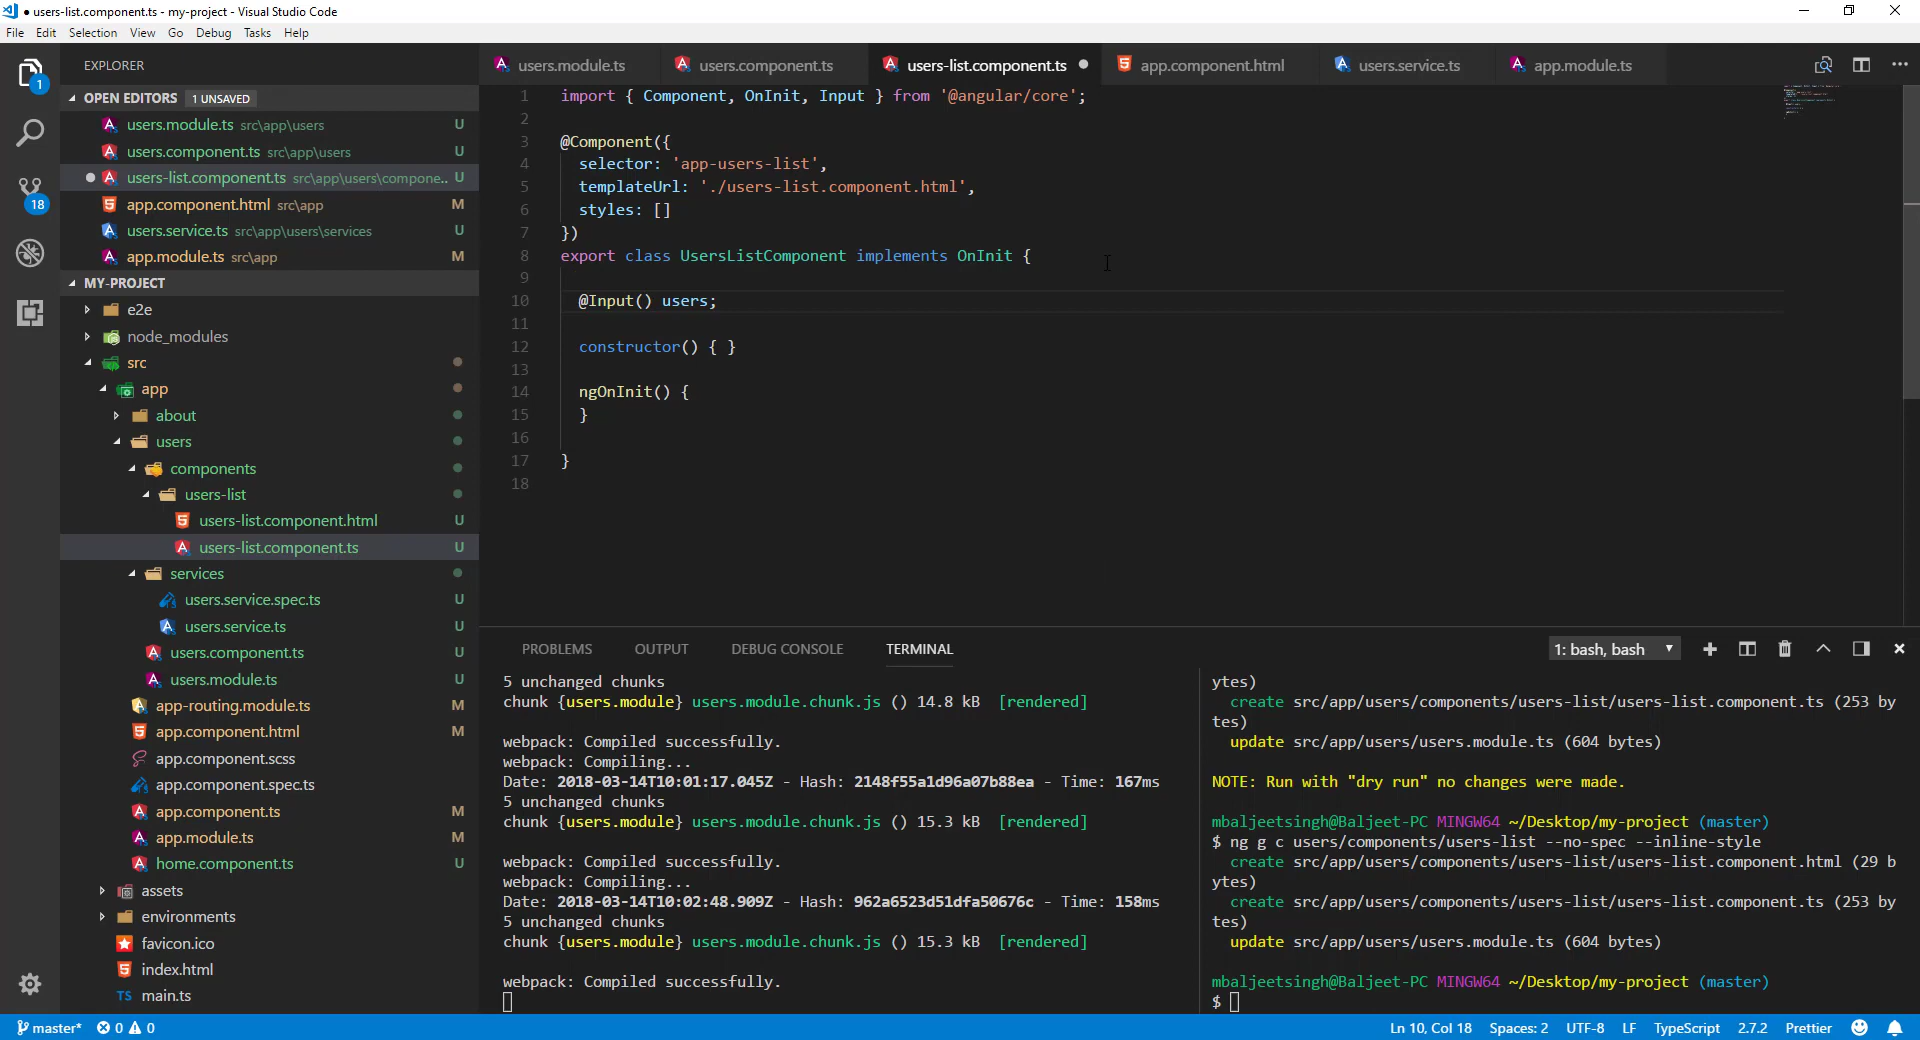 ● users-list.component.ts - my-project - Visual Studio Code
File Edit Selection View Go Debug Tasks Help
EXPLORER
OPEN EDITORS 1 UNSAVED
users.module.ts src\app\users U
users.component.ts src\app\users U
users-list.component.ts src\app\users\compone... U
app.component.html src\app M
users.service.ts src\app\users\services U
app.module.ts src\app M
MY-PROJECT
e2e
node_modules
src
app
about
users
components
users-list
users-list.component.html U
users-list.component.ts U
services
users.service.spec.ts U
users.service.ts U
users.component.ts U
users.module.ts U
app-routing.module.ts M
app.component.html M
app.component.scss
app.component.spec.ts
app.component.ts M
app.module.ts M
home.component.ts U
assets
environments
favicon.ico
index.html
TS main.ts
1
18
users.module.ts users.component.ts users-list.component.ts app.component.html users.service.ts app.module.ts
1 import { Component, OnInit, Input } from '@angular/core';
2
3 @Component({
4 selector: 'app-users-list',
5 templateUrl: './users-list.component.html',
6 styles: []
7 })
8 export class UsersListComponent implements OnInit {
9
10 @Input() users;
11
12 constructor() { }
13
14 ngOnInit() {
15 }
16
17 }
18
PROBLEMS OUTPUT DEBUG CONSOLE TERMINAL 1: bash, bash
5 unchanged chunks
chunk {users.module} users.module.chunk.js () 14.8 kB [rendered]
webpack: Compiled successfully.
webpack: Compiling...
Date: 2018-03-14T10:01:17.045Z - Hash: 2148f55a1d96a07b88ea - Time: 167ms
5 unchanged chunks
chunk {users.module} users.module.chunk.js () 15.3 kB [rendered]
webpack: Compiled successfully.
webpack: Compiling...
Date: 2018-03-14T10:02:48.909Z - Hash: 962a6523d51dfa50676c - Time: 158ms
5 unchanged chunks
chunk {users.module} users.module.chunk.js () 15.3 kB [rendered]
webpack: Compiled successfully.
ytes)
create src/app/users/components/users-list/users-list.component.ts (253 by
tes)
update src/app/users/users.module.ts (604 bytes)
NOTE: Run with "dry run" no changes were made.
mbaljeetsingh@Baljeet-PC MINGW64 ~/Desktop/my-project (master)
$ ng g c users/components/users-list --no-spec --inline-style
create src/app/users/components/users-list/users-list.component.html (29 b
ytes)
create src/app/users/components/users-list/users-list.component.ts (253 by
tes)
update src/app/users/users.module.ts (604 bytes)
mbaljeetsingh@Baljeet-PC MINGW64 ~/Desktop/my-project (master)
$
master* 0 0 Ln 10, Col 18 Spaces: 2 UTF-8 LF TypeScript 2.7.2 Prettier